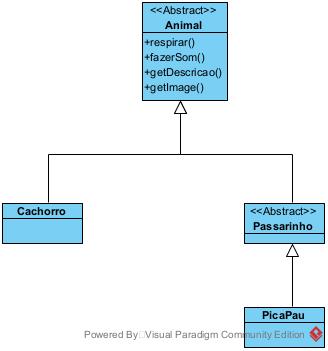 <<Abstract>>
Animal
+respirar()
+fazerSom()
+getDescricao()
+getImage()
Cachorro
<<Abstract>>
Passarinho
PicaPau
Powered By Visual Paradigm Community Edition